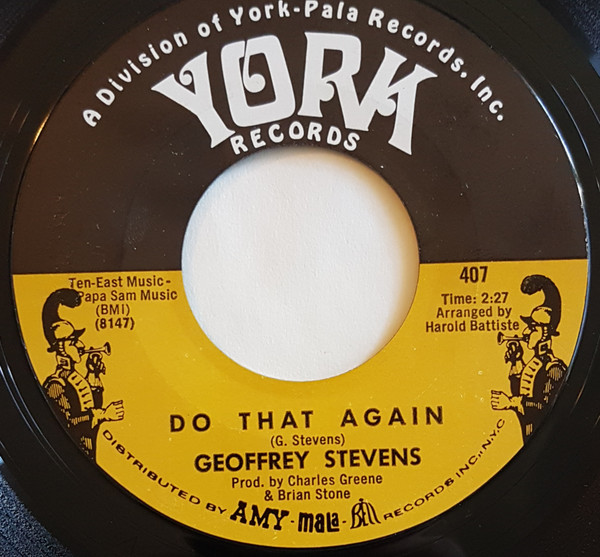 A Division of York-Pala Records, Inc.
YORK
RECORDS
Ten-East Music-
Papa Sam Music
(BMI)
(8147)
407
Time: 2:27
Arranged by
Harold Battiste
DO THAT AGAIN
(G. Stevens)
GEOFFREY STEVENS
Prod. by Charles Greene
& Brian Stone
DISTRIBUTED BY AMY - mala - Bell RECORDS INC., N.Y.C